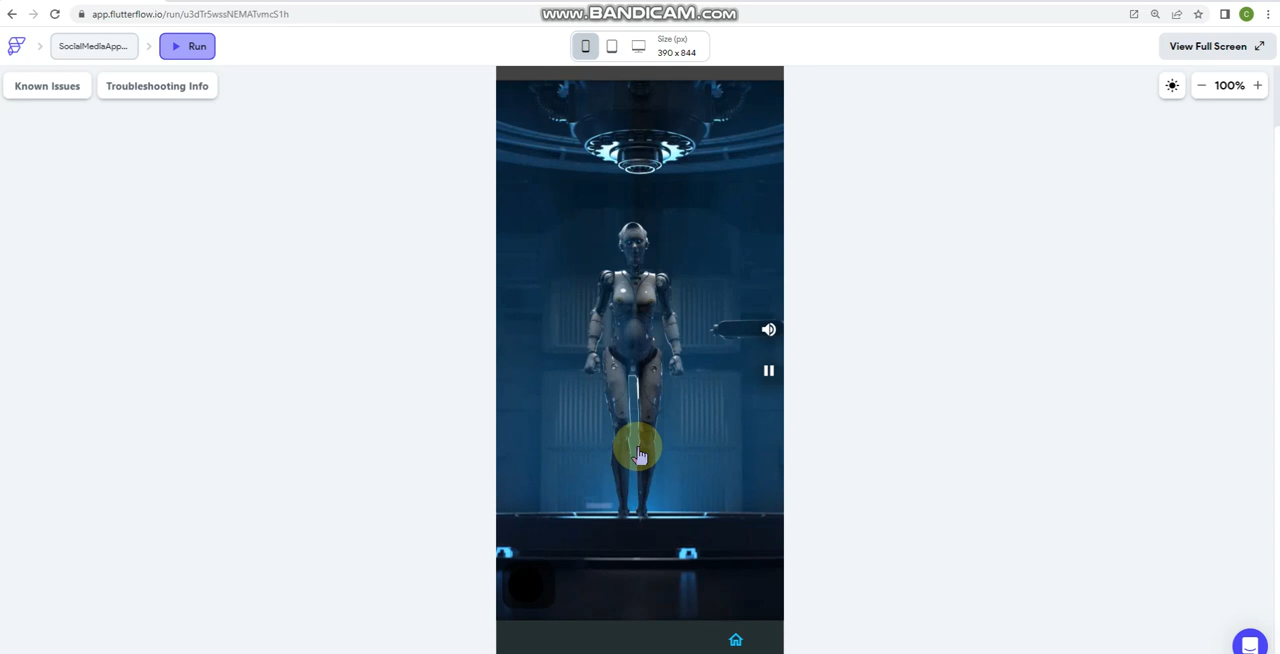 app.flutterflow.io/run/u3dTr5wssNEMATvmcS1h
www.BANDICAM.com
SocialMediaApp...
Run
Size (px)
390 x 844
View Full Screen
Known Issues
Troubleshooting Info
100%
C